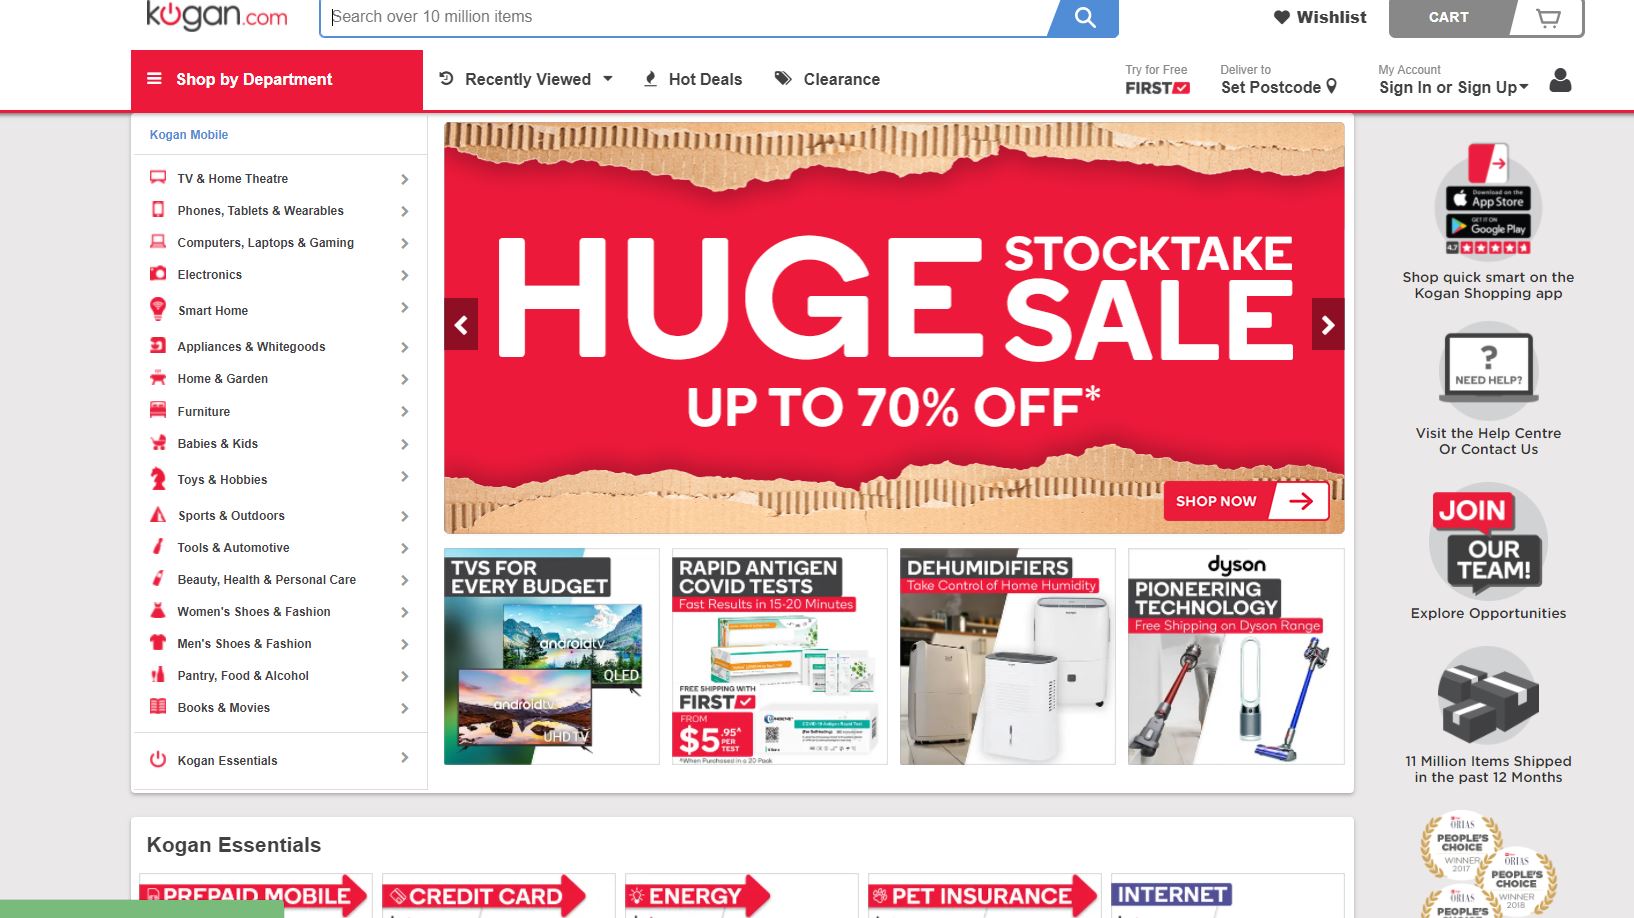 kogan.com
Search over 10 million items
Wishlist
CART
Shop by Department
Recently Viewed
Hot Deals
Clearance
Try for Free
FIRST
Deliver to
Set Postcode
My Account
Sign In or Sign Up
Kogan Mobile
TV & Home Theatre
Phones, Tablets & Wearables
Computers, Laptops & Gaming
Electronics
Smart Home
Appliances & Whitegoods
Home & Garden
Furniture
Babies & Kids
Toys & Hobbies
Sports & Outdoors
Tools & Automotive
Beauty, Health & Personal Care
Women's Shoes & Fashion
Men's Shoes & Fashion
Pantry, Food & Alcohol
Books & Movies
Kogan Essentials
HUGE
STOCKTAKE
SALE
UP TO 70% OFF*
SHOP NOW
TVS FOR
EVERY BUDGET
androidtv
QLED
androidtv
UHD TV
RAPID ANTIGEN
COVID TESTS
Fast Results in 15-20 Minutes
FREE SHIPPING WITH
FIRST
FROM
$5.95^
PER
TEST
^When Purchased in a 20 Pack
COVID-19 Antigen Rapid Test
DEHUMIDIFIERS
Take Control of Home Humidity
dyson
PIONEERING
TECHNOLOGY
Free Shipping on Dyson Range
Download on the
App Store
GET IT ON
Google Play
4.7
Shop quick smart on the
Kogan Shopping app
?
NEED HELP?
Visit the Help Centre
Or Contact Us
JOIN
OUR
TEAM!
Explore Opportunities
11 Million Items Shipped
in the past 12 Months
ORIAS
PEOPLE'S
CHOICE
WINNER
2017
ORIAS
PEOPLE'S
CHOICE
WINNER
2018
ORIAS
PEOPLE'S
Kogan Essentials
PREPAID MOBILE
CREDIT CARD
ENERGY
PET INSURANCE
INTERNET